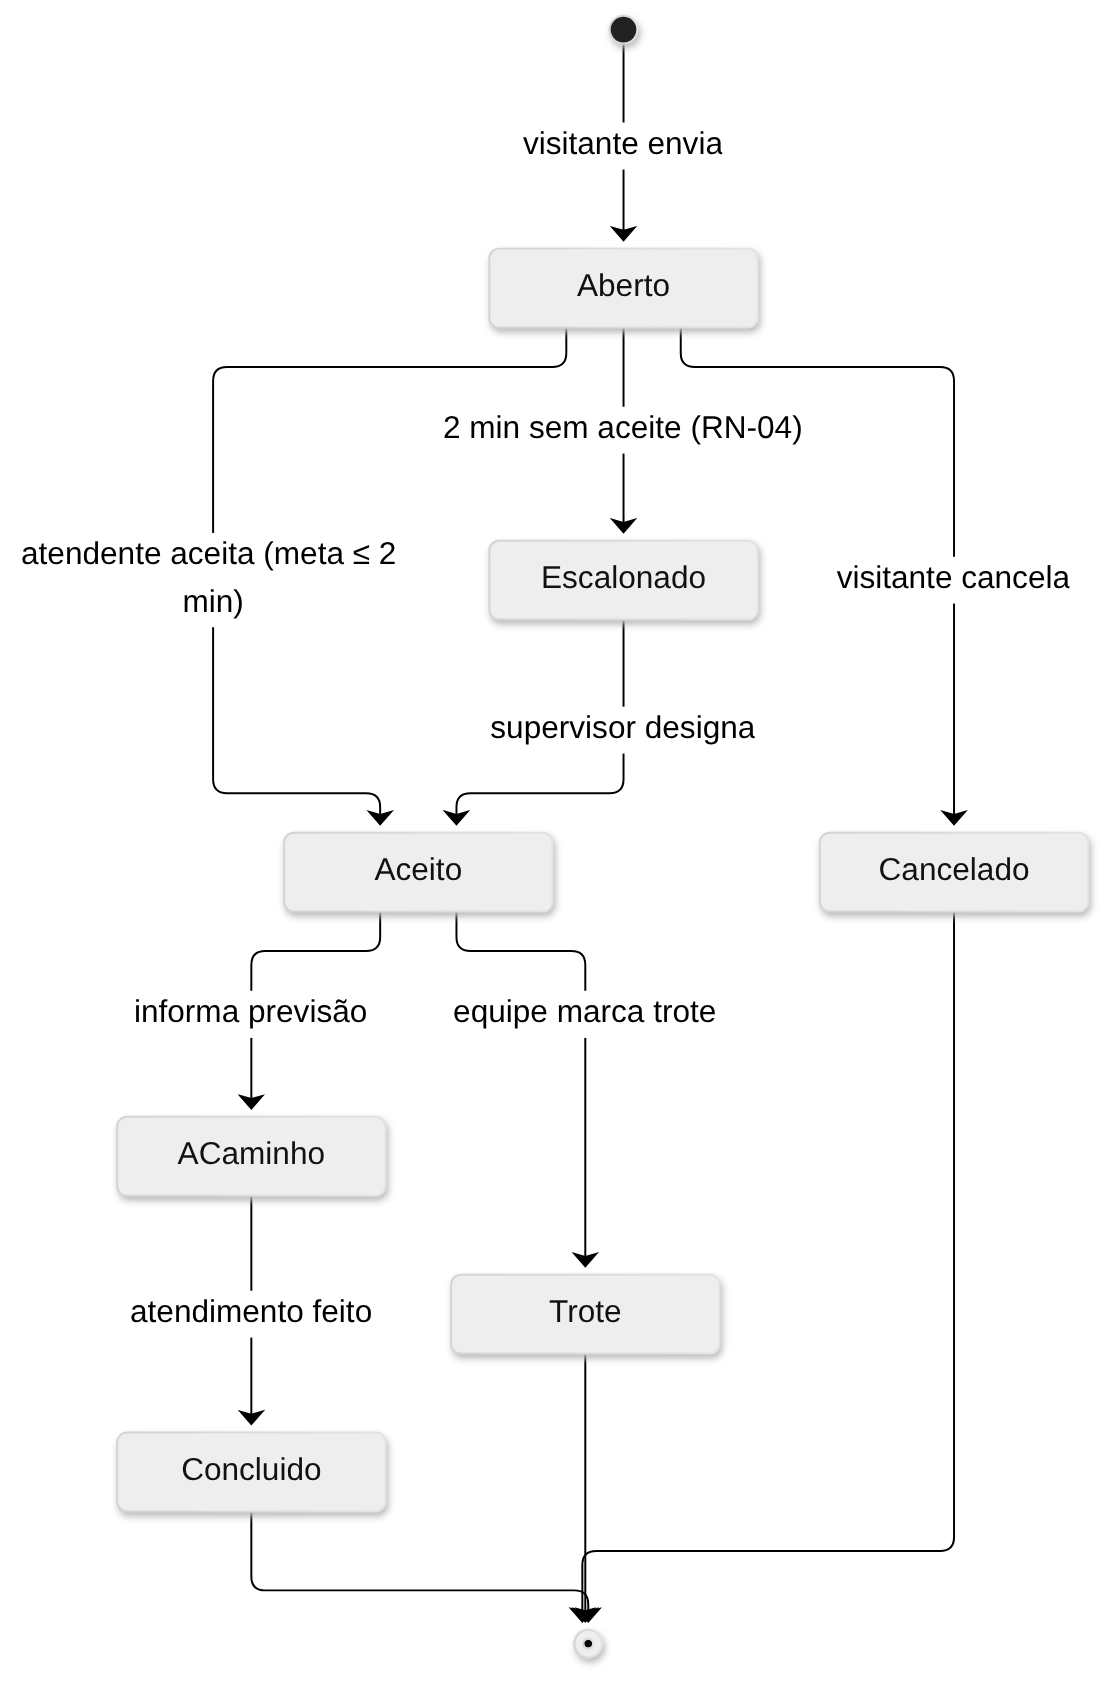 visitante envia
Aberto
2 min sem aceite (RN-04)
atendente aceita (meta ≤ 2
min)
Escalonado
visitante cancela
supervisor designa
Aceito
Cancelado
informa previsão
equipe marca trote
ACaminho
atendimento feito
Trote
Concluido